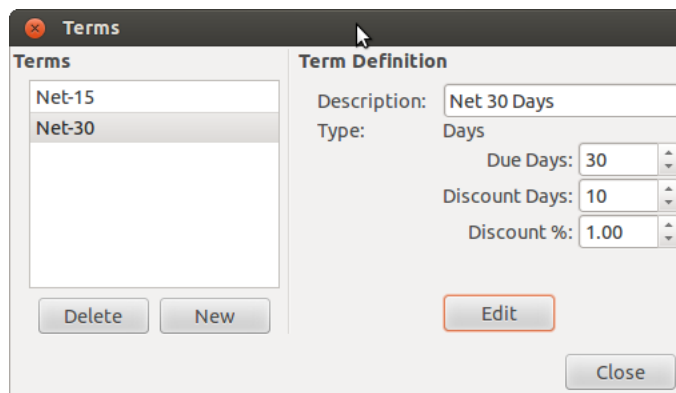 Terms
Terms
Net-15
Net-30
Delete New
Term Definition
Description: Net 30 Days
Type: Days
Due Days: 30
Discount Days: 10
Discount %: 1.00
Edit
Close